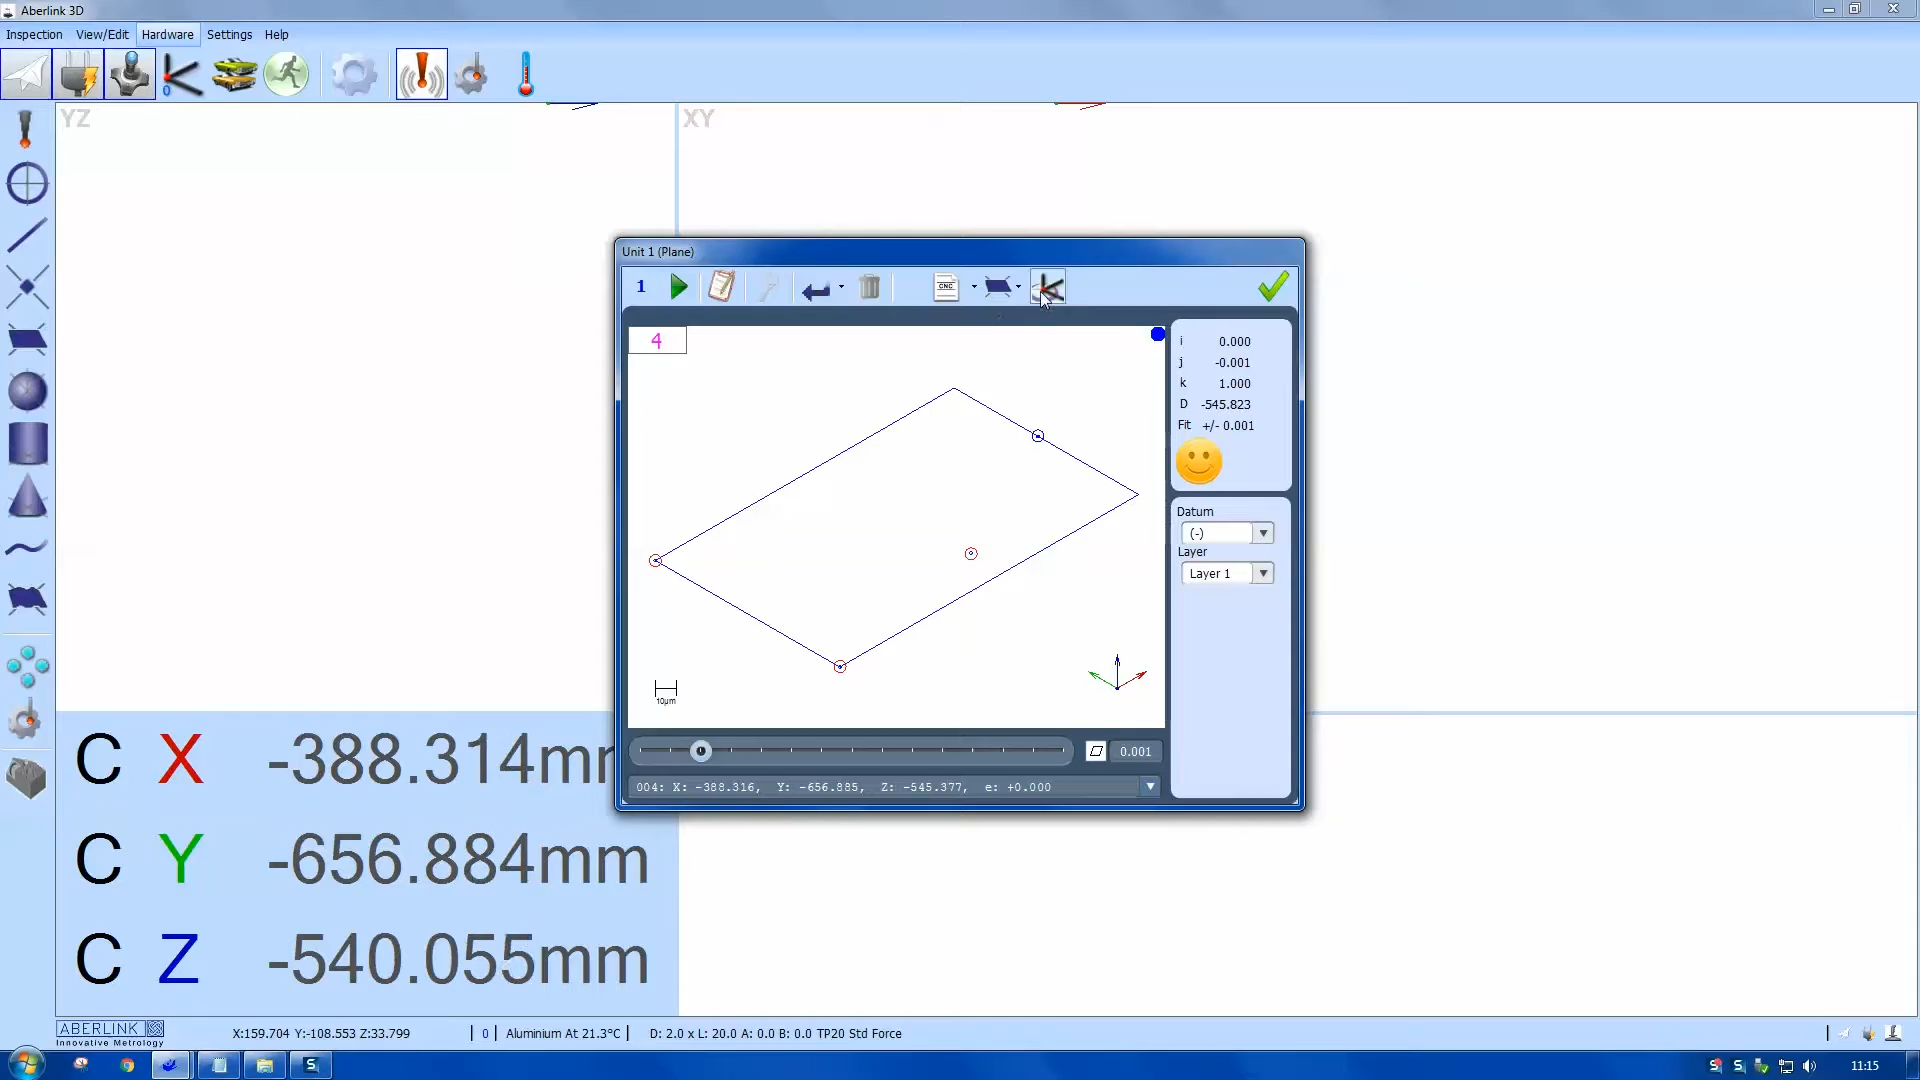 Aberlink 3D
Inspection View/Edit Hardware Settings Help
0
YZ
XY
Unit 1 (Plane)
1
CNC
4
i 0.000
j -0.001
k 1.000
D -545.823
Fit +/- 0.001
Datum
(-)
Layer
Layer 1
10µm
0.001
004: X: -388.316, Y: -656.885, Z: -545.377, e: +0.000
C X -388.314m
C Y -656.884mm
C Z -540.055mm
ABERLINK
Innovative Metrology
X:159.704 Y:-108.553 Z:33.799
0
Aluminium At 21.3°C
D: 2.0 x L: 20.0 A: 0.0 B: 0.0 TP20 Std Force
11:15